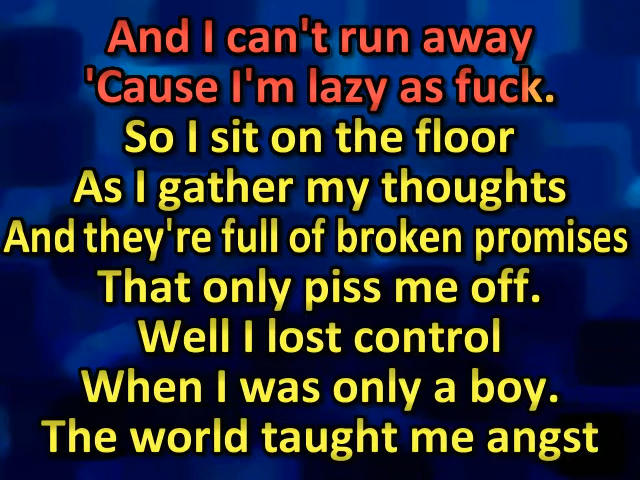 And I can't run away
'Cause I'm lazy as fuck.
So I sit on the floor
As I gather my thoughts
And they're full of broken promises
That only piss me off.
Well I lost control
When I was only a boy.
The world taught me angst